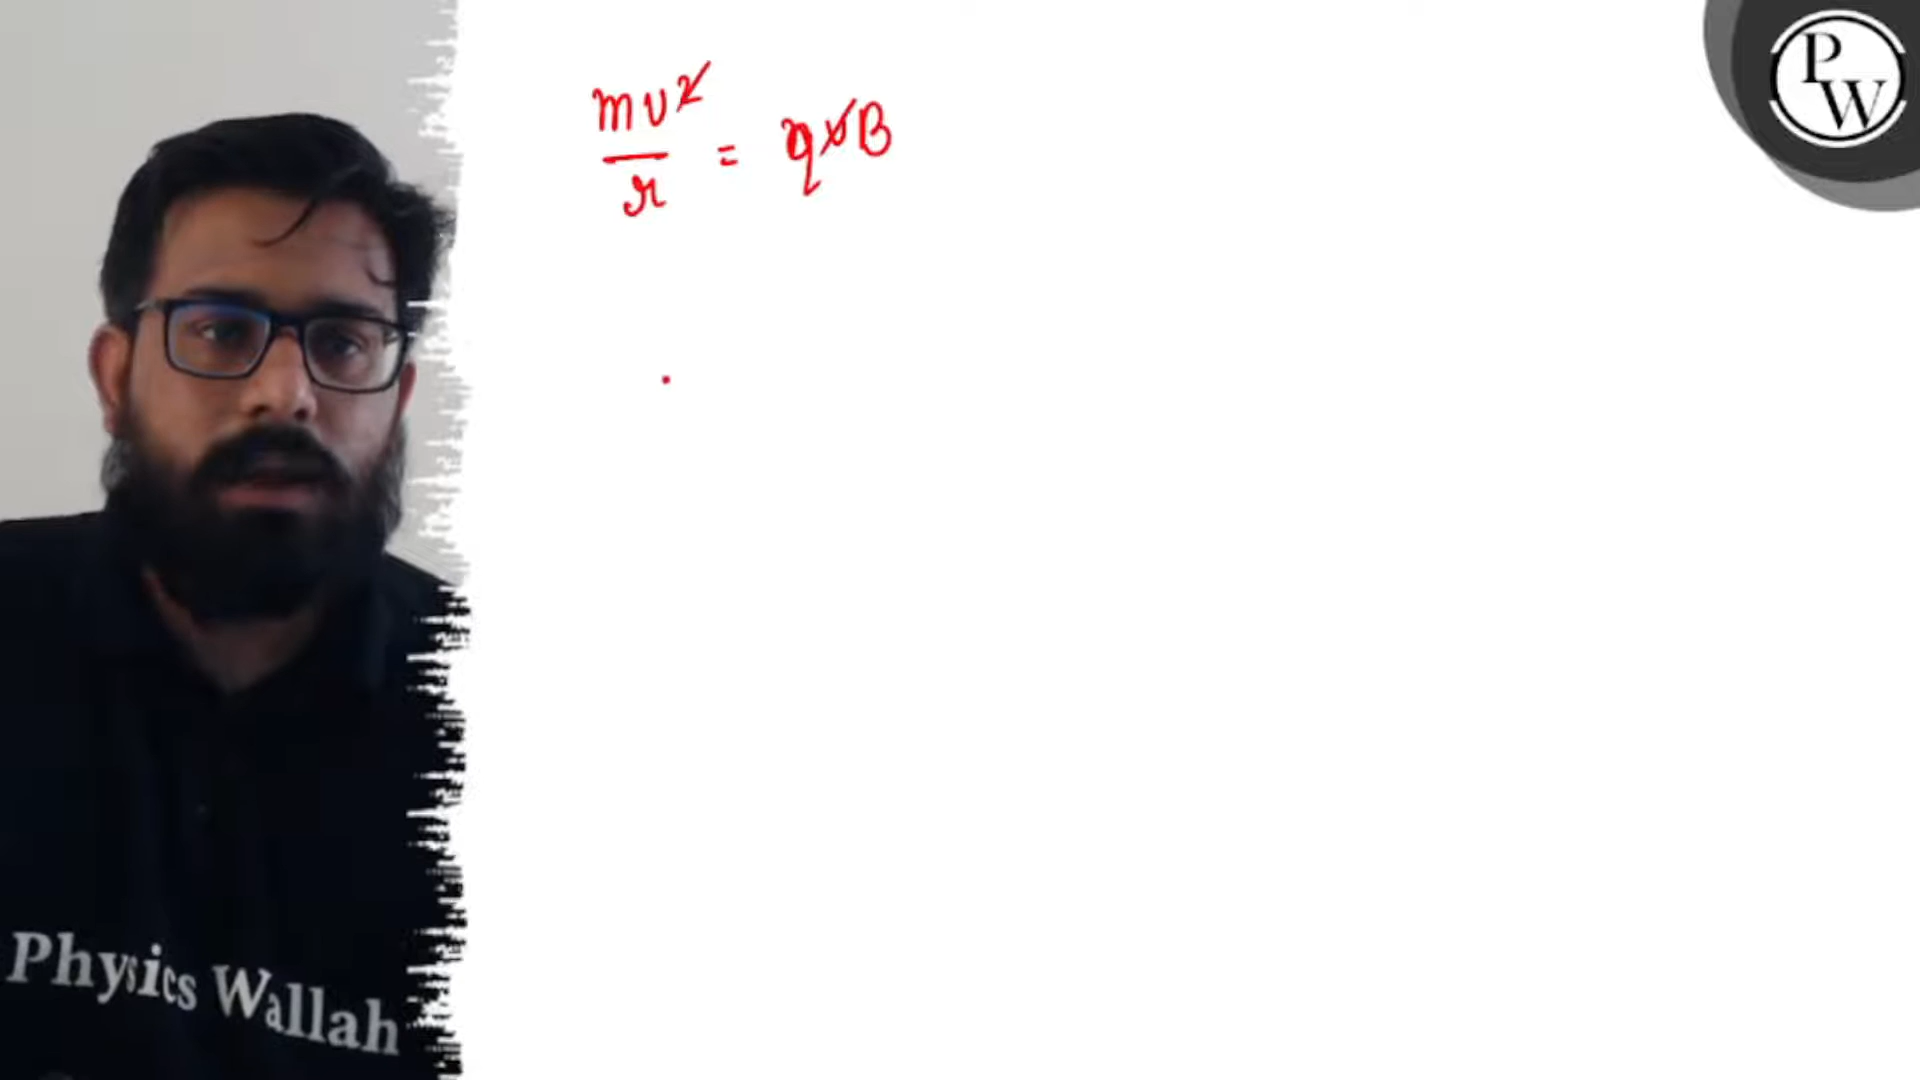 mv²
— = qvB
r
P
W
Physics Wallah